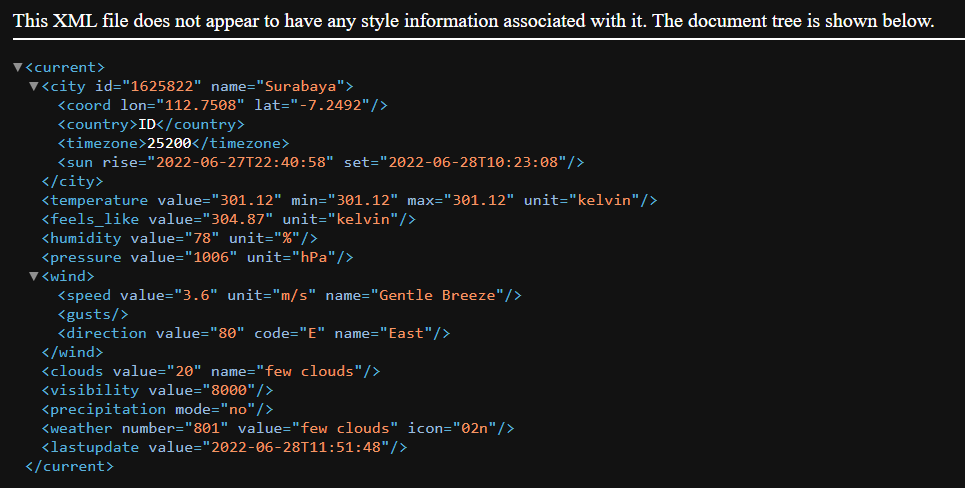 This XML file does not appear to have any style information associated with it. The document tree is shown below.
▼<current>
▼<city id="1625822" name="Surabaya">
<coord lon="112.7508" lat="-7.2492"/>
<country>ID</country>
<timezone>25200</timezone>
<sun rise="2022-06-27T22:40:58" set="2022-06-28T10:23:08"/>
</city>
<temperature value="301.12" min="301.12" max="301.12" unit="kelvin"/>
<feels_like value="304.87" unit="kelvin"/>
<humidity value="78" unit="%"/>
<pressure value="1006" unit="hPa"/>
▼<wind>
<speed value="3.6" unit="m/s" name="Gentle Breeze"/>
<gusts/>
<direction value="80" code="E" name="East"/>
</wind>
<clouds value="20" name="few clouds"/>
<visibility value="8000"/>
<precipitation mode="no"/>
<weather number="801" value="few clouds" icon="02n"/>
<lastupdate value="2022-06-28T11:51:48"/>
</current>